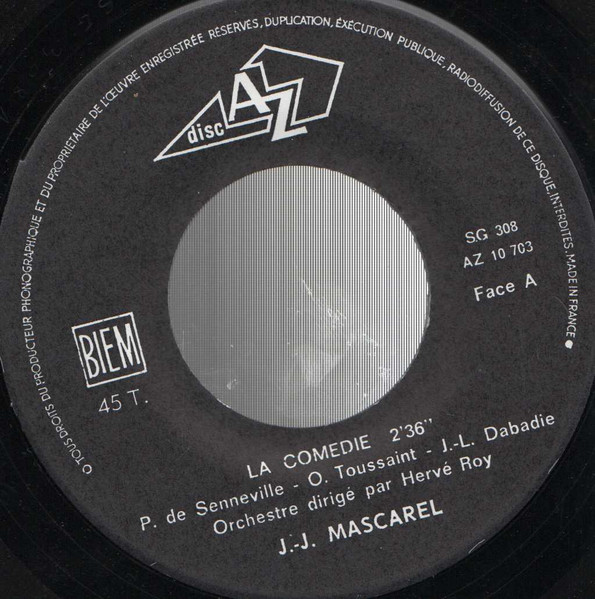 O TOUS DROITS DU PRODUCTEUR PHONOGRAPHIQUE ET DU PROPRIETAIRE DE L'ŒUVRE ENREGISTRÉE RÉSERVÉS, DUPLICATION, ÉXÉCUTION PUBLIQUE, RADIODIFFUSION DE CE DISQUE, INTERDITES. MADE IN FRANCE
disc AZ
SG 308
AZ 10 703
Face A
BIEM
45 T.
LA COMEDIE 2'36"
P. de Senneville - O. Toussaint - J.-L. Dabadie
Orchestre dirigé par Hervé Roy
J.-J. MASCAREL